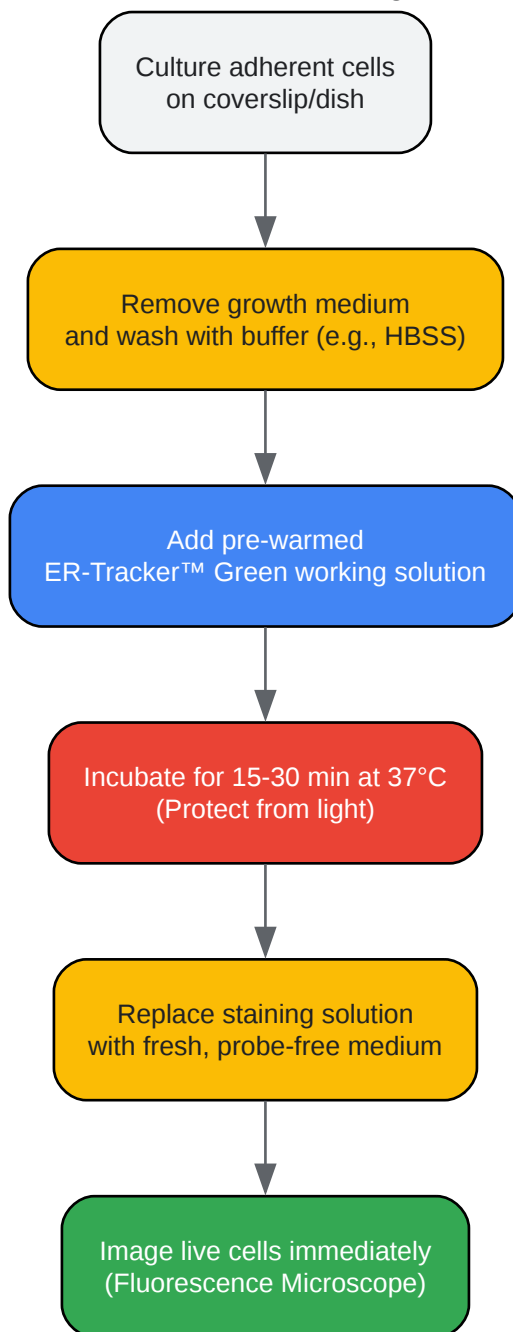 Culture adherent cells
on coverslip/dish
Remove growth medium
and wash with buffer (e.g., HBSS)
Add pre-warmed
ER-Tracker™ Green working solution
Incubate for 15-30 min at 37°C
(Protect from light)
Replace staining solution
with fresh, probe-free medium
Image live cells immediately
(Fluorescence Microscope)